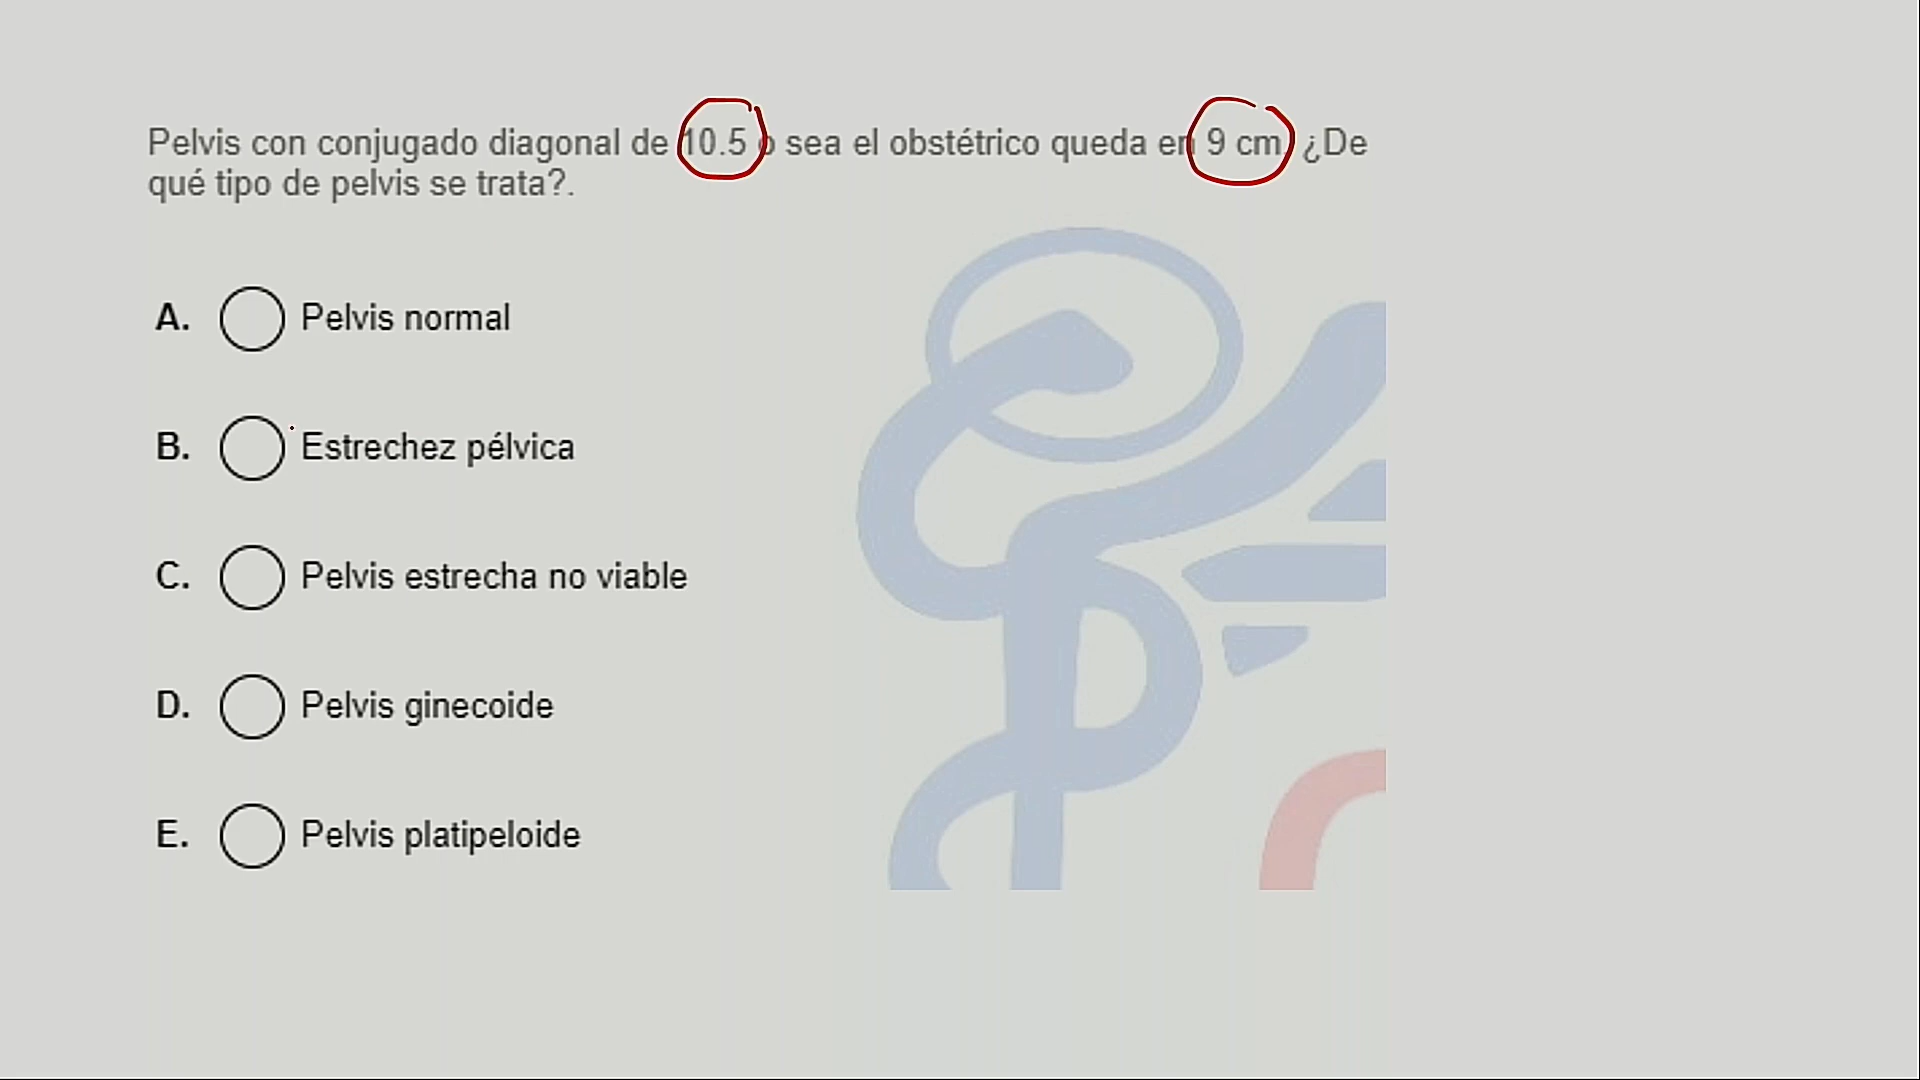 Pelvis con conjugado diagonal de 10.5 o sea el obstétrico queda en 9 cm. ¿De
qué tipo de pelvis se trata?.
A. Pelvis normal
B. Estrechez pélvica
C. Pelvis estrecha no viable
D. Pelvis ginecoide
E. Pelvis platipeloide